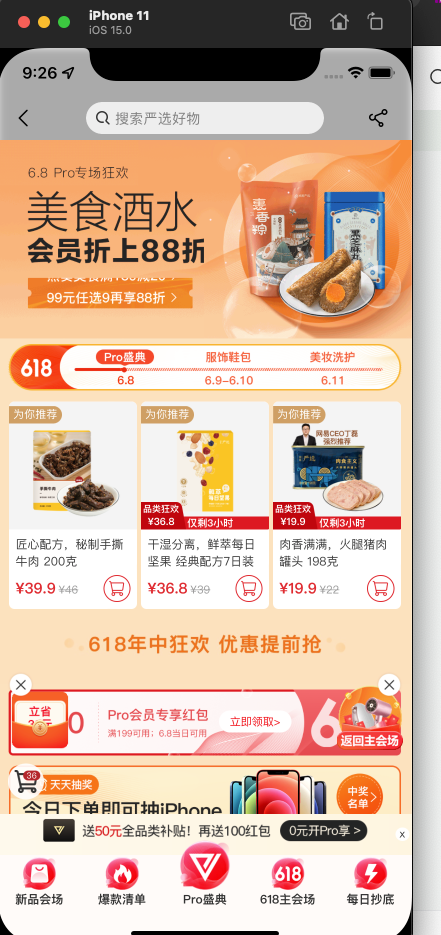 iPhone 11
iOS 15.0
9:26
搜索严选好物
6.8 Pro专场狂欢
美食酒水
会员折上88折
99元任选9再享88折 >
618
Pro盛典
服饰鞋包
美妆洗护
6.8
6.9-6.10
6.11
为你推荐
为你推荐
为你推荐
网易CEO丁磊
强烈推荐
品类狂欢
¥36.8
仅剩3小时
品类狂欢
¥19.9
仅剩3小时
匠心配方，秘制手撕
牛肉 200克
¥39.9 ¥46
干湿分离，鲜萃每日
坚果 经典配方7日装
¥36.8 ¥39
肉香满满，火腿猪肉
罐头 198克
¥19.9 ¥22
618年中狂欢 优惠提前抢
立省
Pro会员专享红包
满199可用；6.8当日可用
立即领取>
返回主会场
36
天天抽奖
今日下单即可抽iPhone
中奖
名单
送50元全品类补贴！再送100红包
0元开Pro享 >
x
新品会场
爆款清单
Pro盛典
618
618主会场
每日抄底